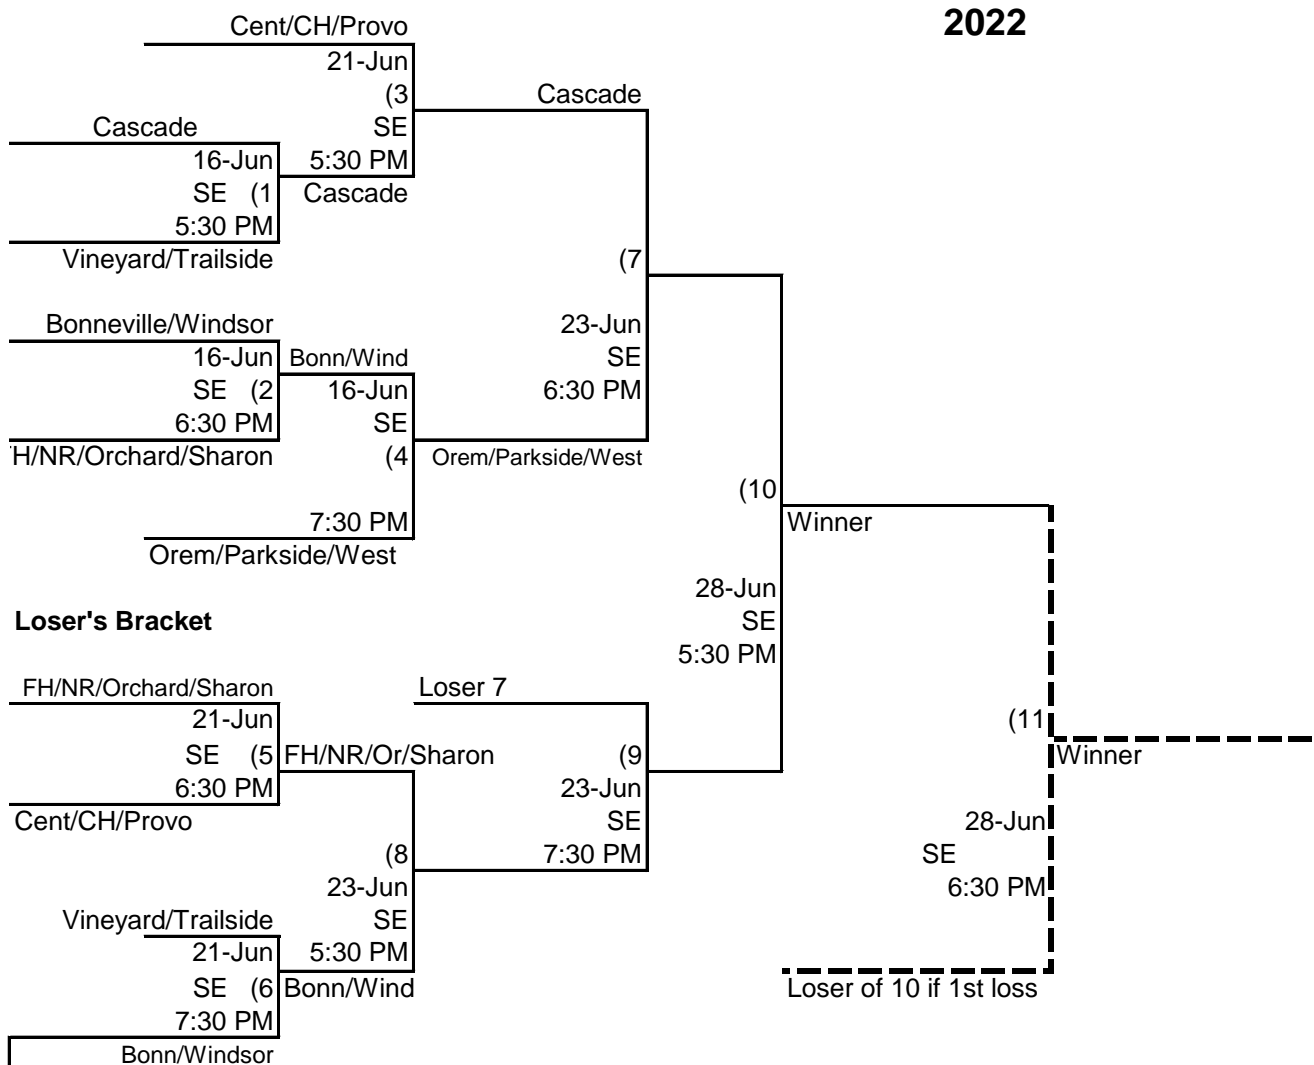 2022
Cent/CH/Provo
21-Jun
(3
SE
5:30 PM
Cascade
Cascade
16-Jun
SE (1
5:30 PM
Cascade
Vineyard/Trailside
(7
23-Jun
SE
6:30 PM
Bonneville/Windsor
16-Jun
SE (2
6:30 PM
Bonn/Wind
16-Jun
SE
(4
7:30 PM
H/NR/Orchard/Sharon
Orem/Parkside/West
Orem/Parkside/West
(10
Winner
28-Jun
SE
5:30 PM
Loser's Bracket
FH/NR/Orchard/Sharon
21-Jun
SE (5
6:30 PM
Cent/CH/Provo
FH/NR/Or/Sharon
Loser 7
(9
23-Jun
SE
7:30 PM
(8
23-Jun
SE
5:30 PM
Vineyard/Trailside
21-Jun
SE (6
7:30 PM
Bonn/Wind
Bonn/Windsor
(11
Winner
28-Jun
SE
6:30 PM
Loser of 10 if 1st loss